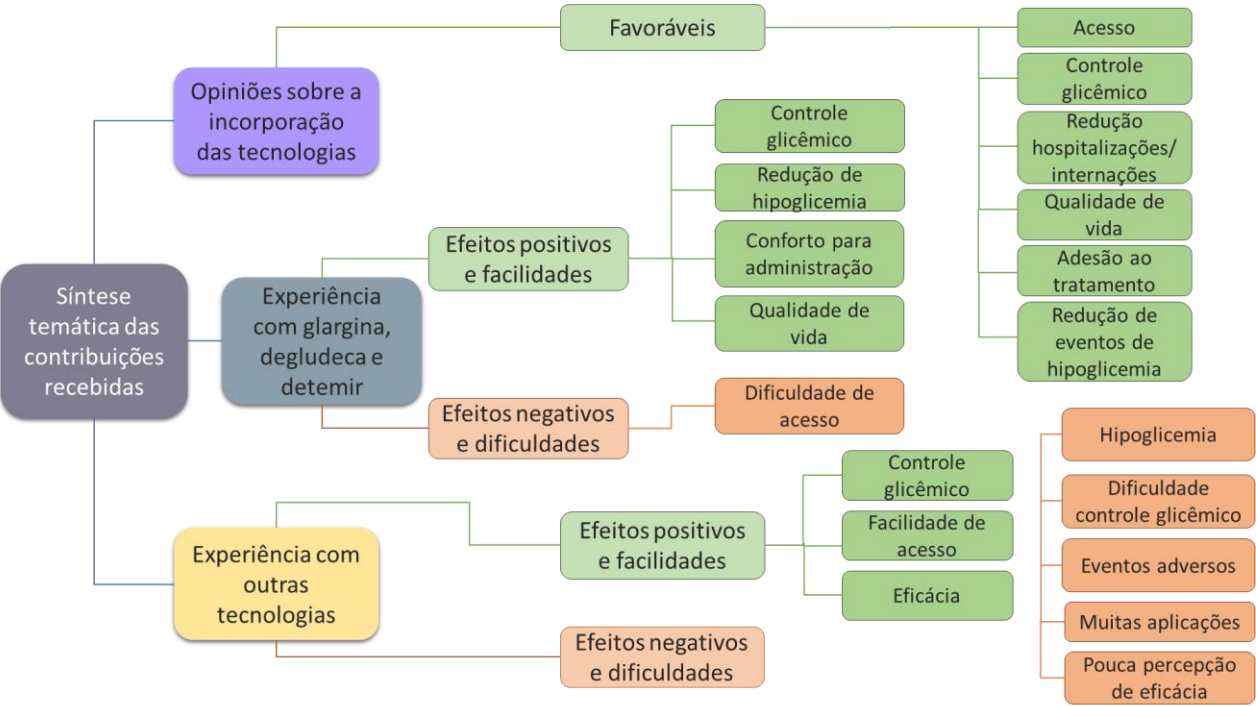 Síntese
temática das
contribuições
recebidas
Opiniões sobre a
incorporação
das tecnologias
Favoráveis
Acesso
Controle
glicêmico
Redução
hospitalizações/
internações
Qualidade de
vida
Adesão ao
tratamento
Redução de
eventos de
hipoglicemia
Experiência
com glargina,
degludeca e
detemir
Efeitos positivos
e facilidades
Controle
glicêmico
Redução de
hipoglicemia
Conforto para
administração
Qualidade de
vida
Efeitos negativos
e dificuldades
Dificuldade de
acesso
Experiência com
outras
tecnologias
Efeitos positivos
e facilidades
Controle
glicêmico
Facilidade de
acesso
Eficácia
Efeitos negativos
e dificuldades
Hipoglicemia
Dificuldade
controle glicêmico
Eventos adversos
Muitas aplicações
Pouca percepção
de eficácia